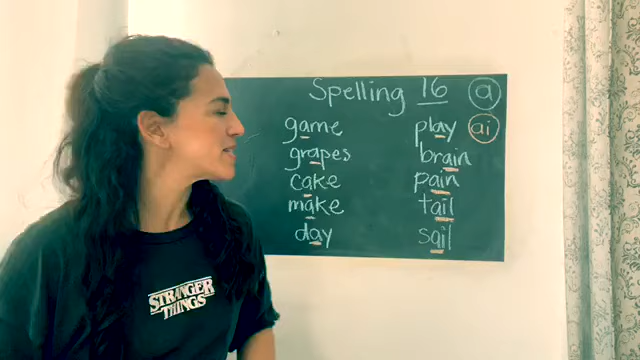 Spelling 16 a
ai
game
grapes
cake
make
day
play
brain
pain
tail
sail
STRANGER
THINGS